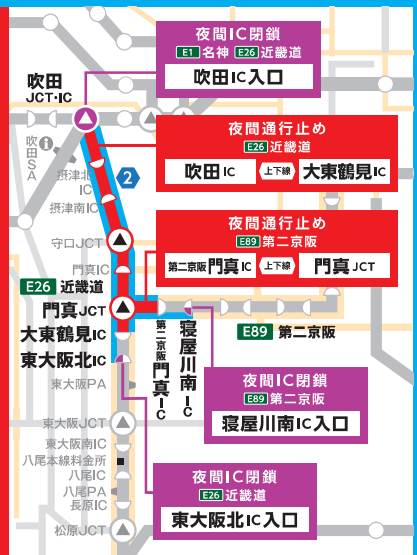 夜間IC閉鎖
E1 名神 E26 近畿道
吹田IC入口
吹田
JCT・IC
夜間通行止め
E26 近畿道
吹田IC 上下線 大東鶴見IC
吹田SA
摂津北IC
2
摂津南IC
夜間通行止め
E89 第二京阪
第二京阪門真IC 上下線 門真JCT
守口JCT
門真IC
E26 近畿道
門真JCT
大東鶴見IC
東大阪北IC
第二京阪門真IC
寝屋川南IC
E89 第二京阪
東大阪PA
夜間IC閉鎖
E89 第二京阪
寝屋川南IC入口
東大阪JCT
東大阪南IC
八尾本線料金所
八尾IC
八尾PA
長原IC
松原JCT
夜間IC閉鎖
E26 近畿道
東大阪北IC入口